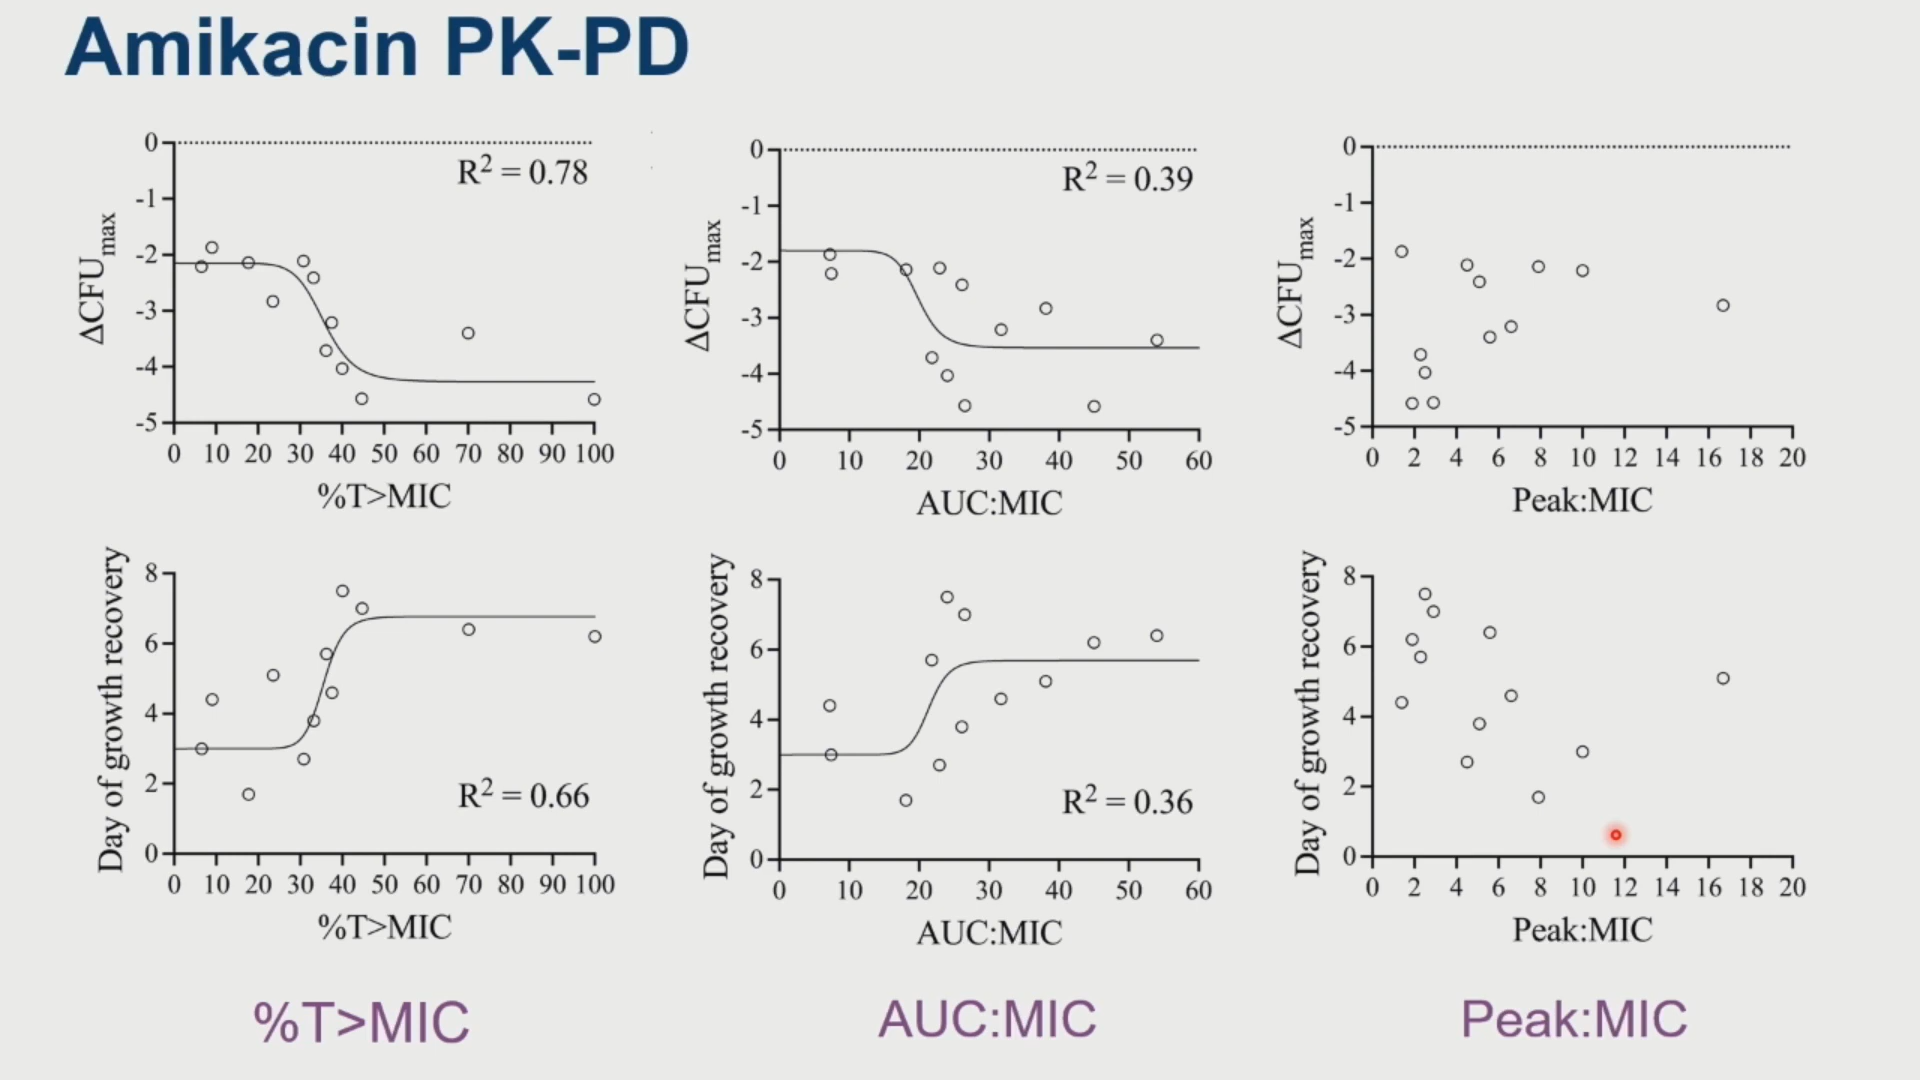 Amikacin PK-PD
0
-1
-2
-3
-4
-5
ΔCFUmax
R² = 0.78
0 10 20 30 40 50 60 70 80 90 100
%T>MIC
0
-1
-2
-3
-4
-5
ΔCFUmax
R² = 0.39
0 10 20 30 40 50 60
AUC:MIC
0
-1
-2
-3
-4
-5
ΔCFUmax
0 2 4 6 8 10 12 14 16 18 20
Peak:MIC
8
6
4
2
0
Day of growth recovery
R² = 0.66
0 10 20 30 40 50 60 70 80 90 100
%T>MIC
8
6
4
2
0
Day of growth recovery
R² = 0.36
0 10 20 30 40 50 60
AUC:MIC
8
6
4
2
0
Day of growth recovery
0 2 4 6 8 10 12 14 16 18 20
Peak:MIC
%T>MIC
AUC:MIC
Peak:MIC